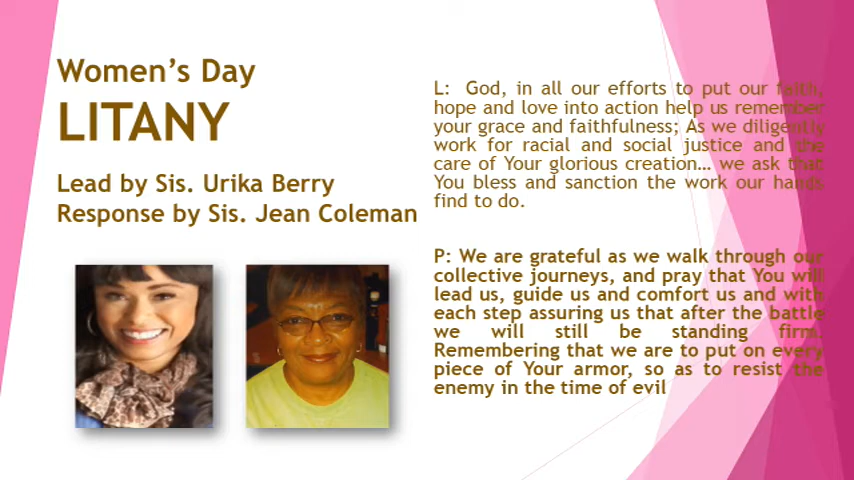 Women's Day
LITANY
Lead by Sis. Urika Berry
Response by Sis. Jean Coleman
L: God, in all our efforts to put our faith,
hope and love into action help us remember
your grace and faithfulness; As we diligently
work for racial and social justice and the
care of Your glorious creation… we ask that
You bless and sanction the work our hands
find to do.
P: We are grateful as we walk through our
collective journeys, and pray that You will
lead us, guide us and comfort us and with
each step assuring us that after the battle
we will still be standing firm.
Remembering that we are to put on every
piece of Your armor, so as to resist the
enemy in the time of evil